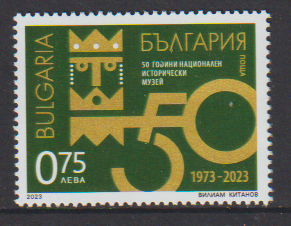 BULGARIA
БЪЛГАРИЯ
ПОЩА
50 ГОДИНИ НАЦИОНАЛЕН
ИСТОРИЧЕСКИ
МУЗЕЙ
50
0.75
ЛЕВА
1973-2023
2023
ВИЛИАМ КИТАНОВ